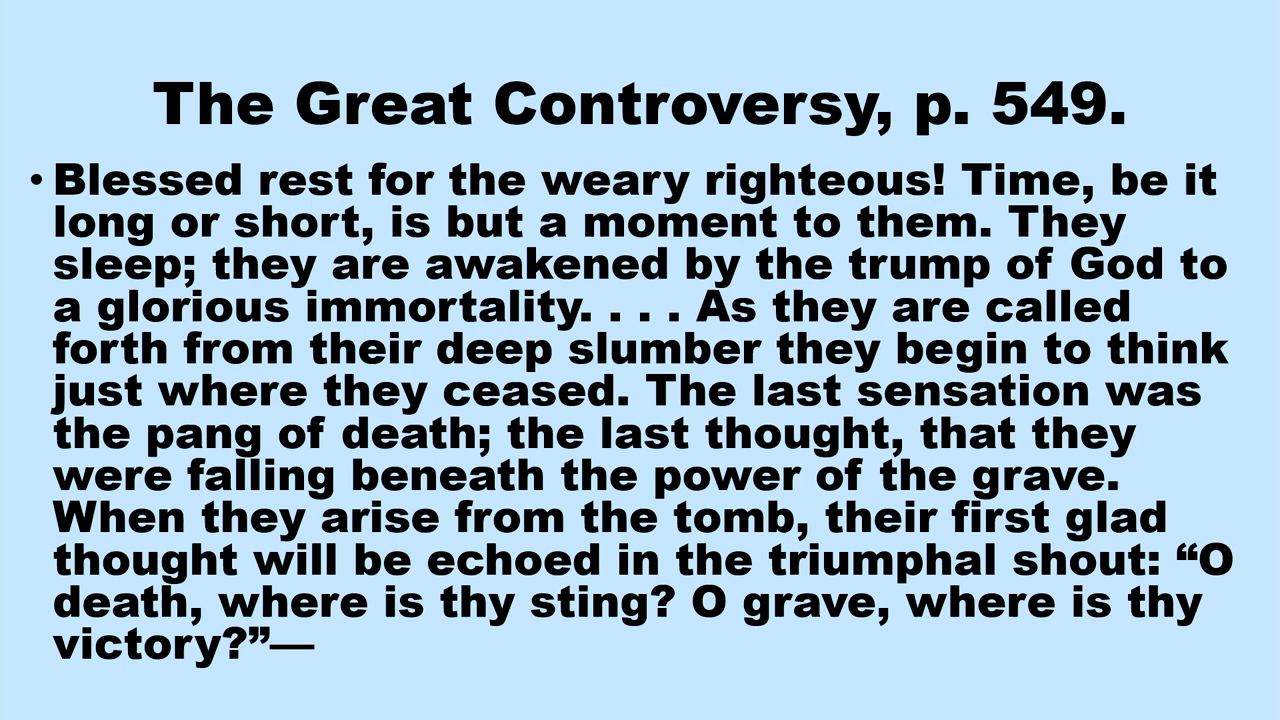 The Great Controversy, p. 549.
• Blessed rest for the weary righteous! Time, be it
long or short, is but a moment to them. They
sleep; they are awakened by the trump of God to
a glorious immortality. . . . As they are called
forth from their deep slumber they begin to think
just where they ceased. The last sensation was
the pang of death; the last thought, that they
were falling beneath the power of the grave.
When they arise from the tomb, their first glad
thought will be echoed in the triumphal shout: “O
death, where is thy sting? O grave, where is thy
victory?”—